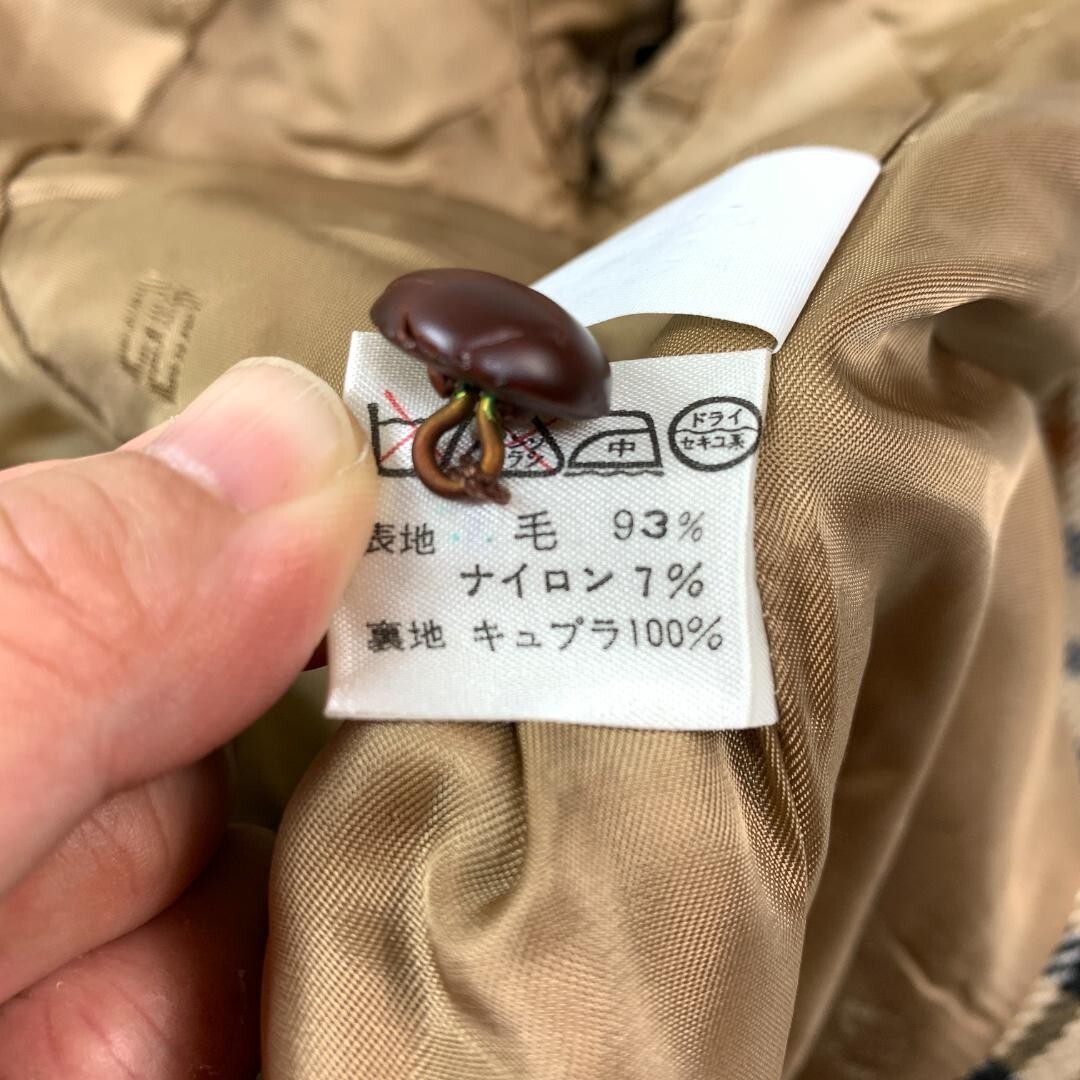 中
ドライ
セキユ系
表地 毛 93%
ナイロン 7%
裏地 キュプラ100%